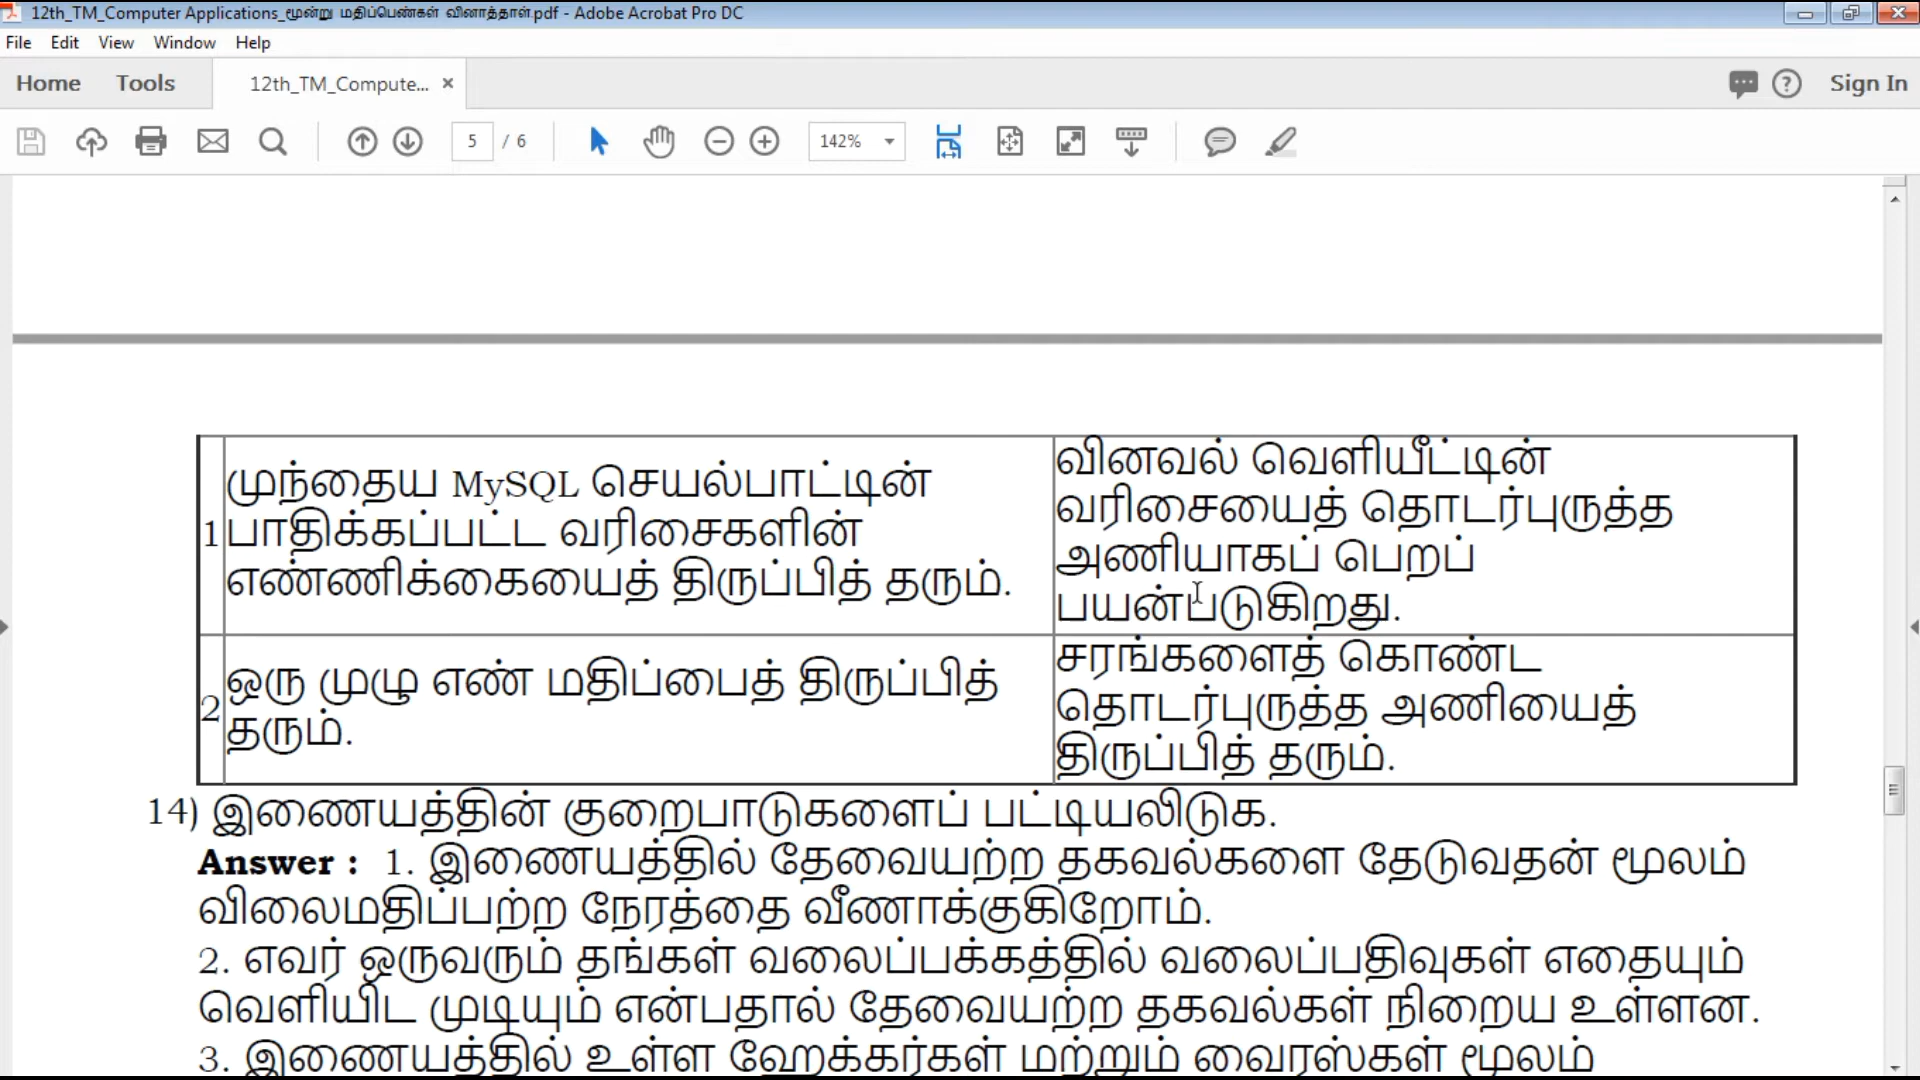 12th_TM_Computer Applications_மூன்று மதிப்பெண்கள் வினாத்தாள்.pdf - Adobe Acrobat Pro DC
File Edit View Window Help
Home Tools 12th_TM_Compute... × Sign In
5 / 6 142%
முந்தைய MySQL செயல்பாட்டின்
1 பாதிக்கப்பட்ட வரிசைகளின்
எண்ணிக்கையைத் திருப்பித் தரும்.
வினவல் வெளியீட்டின்
வரிசையைத் தொடர்புருத்த
அணியாகப் பெறப்
பயன்படுகிறது.
2 ஒரு முழு எண் மதிப்பைத் திருப்பித்
தரும்.
சரங்களைத் கொண்ட
தொடர்புருத்த அணியைத்
திருப்பித் தரும்.
14) இணையத்தின் குறைபாடுகளைப் பட்டியலிடுக.
Answer : 1. இணையத்தில் தேவையற்ற தகவல்களை தேடுவதன் மூலம்
விலைமதிப்பற்ற நேரத்தை வீணாக்குகிறோம்.
2. எவர் ஒருவரும் தங்கள் வலைப்பக்கத்தில் வலைப்பதிவுகள் எதையும்
வெளியிட முடியும் என்பதால் தேவையற்ற தகவல்கள் நிறைய உள்ளன.
3. இணையத்தில் உள்ள ஹேக்கர்கள் மற்றும் வைரஸ்கள் மூலம்